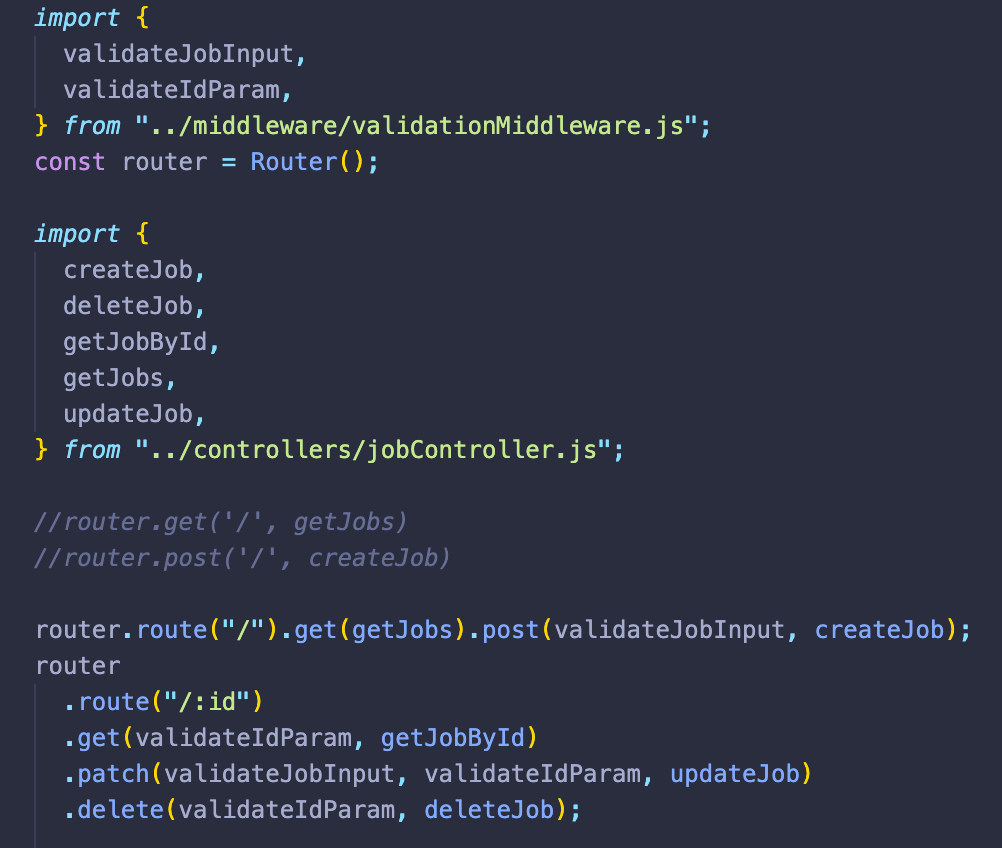 import {
  validateJobInput,
  validateIdParam,
} from "../middleware/validationMiddleware.js";
const router = Router();

import {
  createJob,
  deleteJob,
  getJobById,
  getJobs,
  updateJob,
} from "../controllers/jobController.js";

//router.get('/', getJobs)
//router.post('/', createJob)

router.route("/").get(getJobs).post(validateJobInput, createJob);
router
  .route("/:id")
  .get(validateIdParam, getJobById)
  .patch(validateJobInput, validateIdParam, updateJob)
  .delete(validateIdParam, deleteJob);